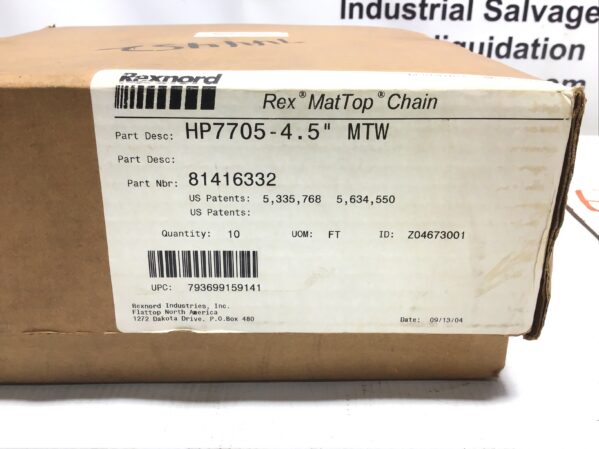 Industrial Salvage
liquidation
om
Rexnord
Rex® MatTop® Chain
Part Desc: HP7705-4.5" MTW
Part Desc:
Part Nbr: 81416332
US Patents: 5,335,768 5,634,550
US Patents:
Quantity: 10 UOM: FT ID: Z04673001
UPC: 793699159141
Rexnord Industries, Inc.
Flattop North America
1272 Dakota Drive, P.O.Box 480
Date: 09/13/04